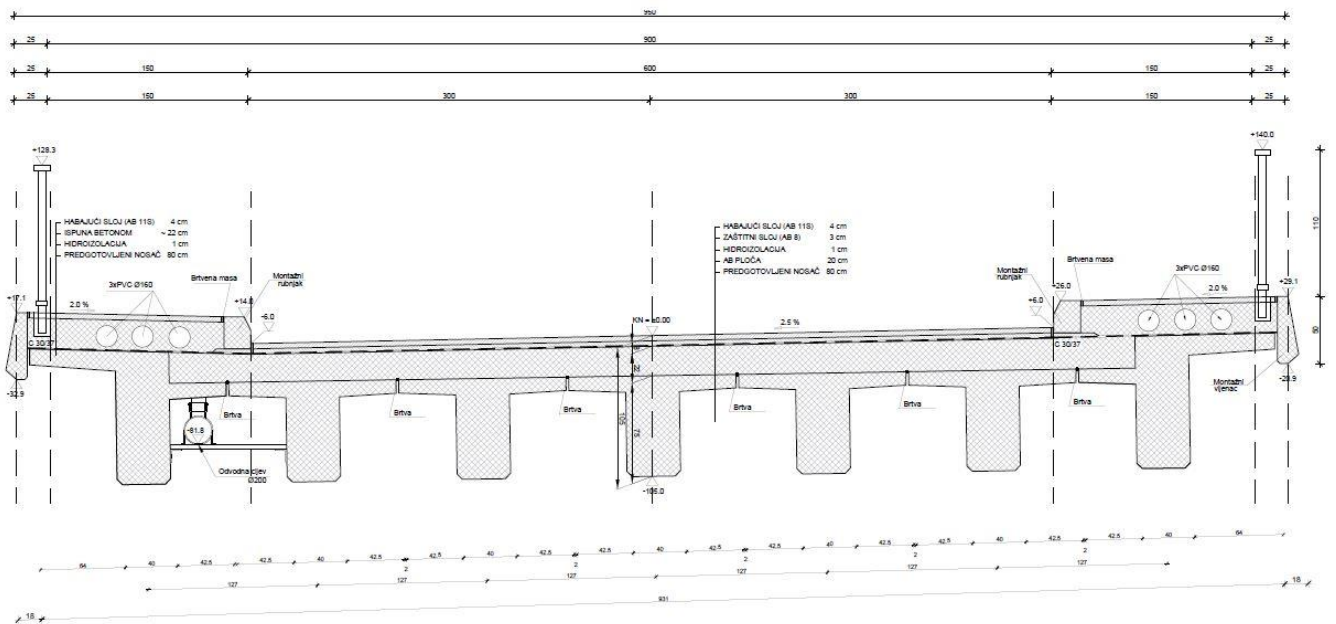 950
25 900 25
25 150 600 150 25
25 150 300 300 150 25
+128.3
+140.0
HABAJUĆI SLOJ (AB 11S) 4 cm
ISPUNA BETONOM ~ 22 cm
HIDROIZOLACIJA 1 cm
PREDGOTOVLJENI NOSAČ 80 cm
HABAJUĆI SLOJ (AB 11S) 4 cm
ZAŠTITNI SLOJ (AB 8) 3 cm
HIDROIZOLACIJA 1 cm
AB PLOČA 20 cm
PREDGOTOVLJENI NOSAČ 80 cm
110
Brtvena masa
Montažni
rubnjak
3xPVC Ø160
Montažni
rubnjak
Brtvena masa
3xPVC Ø160
+17.1
2.0 %
+14.8
-6.0
KN = ±0.00
2.5 %
+6.0
+26.0
2.0 %
+29.1
C 30/37
C 30/37
-32.9
Montažni
vijenac
Brtva
Brtva
Brtva
Brtva
Brtva
Brtva
105
75
-81.8
Odvodna cijev
Ø200
-106.0
64 40 42.5 42.5 40 42.5 42.5 40 42.5 42.5 40 42.5 42.5 40 42.5 42.5 40 42.5 42.5 40 64
2 2 2 2 2
127 127 127 127 127 127
18 931 18